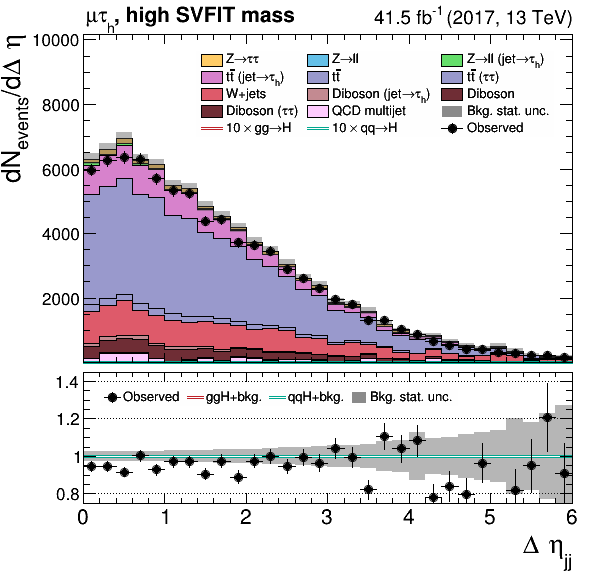 μτh, high SVFIT mass 41.5 fb⁻¹ (2017, 13 TeV)
dNevents/dΔ η
10000
8000
6000
4000
2000
Z→ττ Z→ll Z→ll (jet→τh)
tt̄ (jet→τh) tt̄ tt̄ (ττ)
W+jets Diboson (jet→τh) Diboson
Diboson (ττ) QCD multijet Bkg. stat. unc.
10 × gg→H 10 × qq→H Observed
1.4
1.2
1
0.8
Observed ggH+bkg. qqH+bkg. Bkg. stat. unc.
0 1 2 3 4 5 6
Δ ηjj